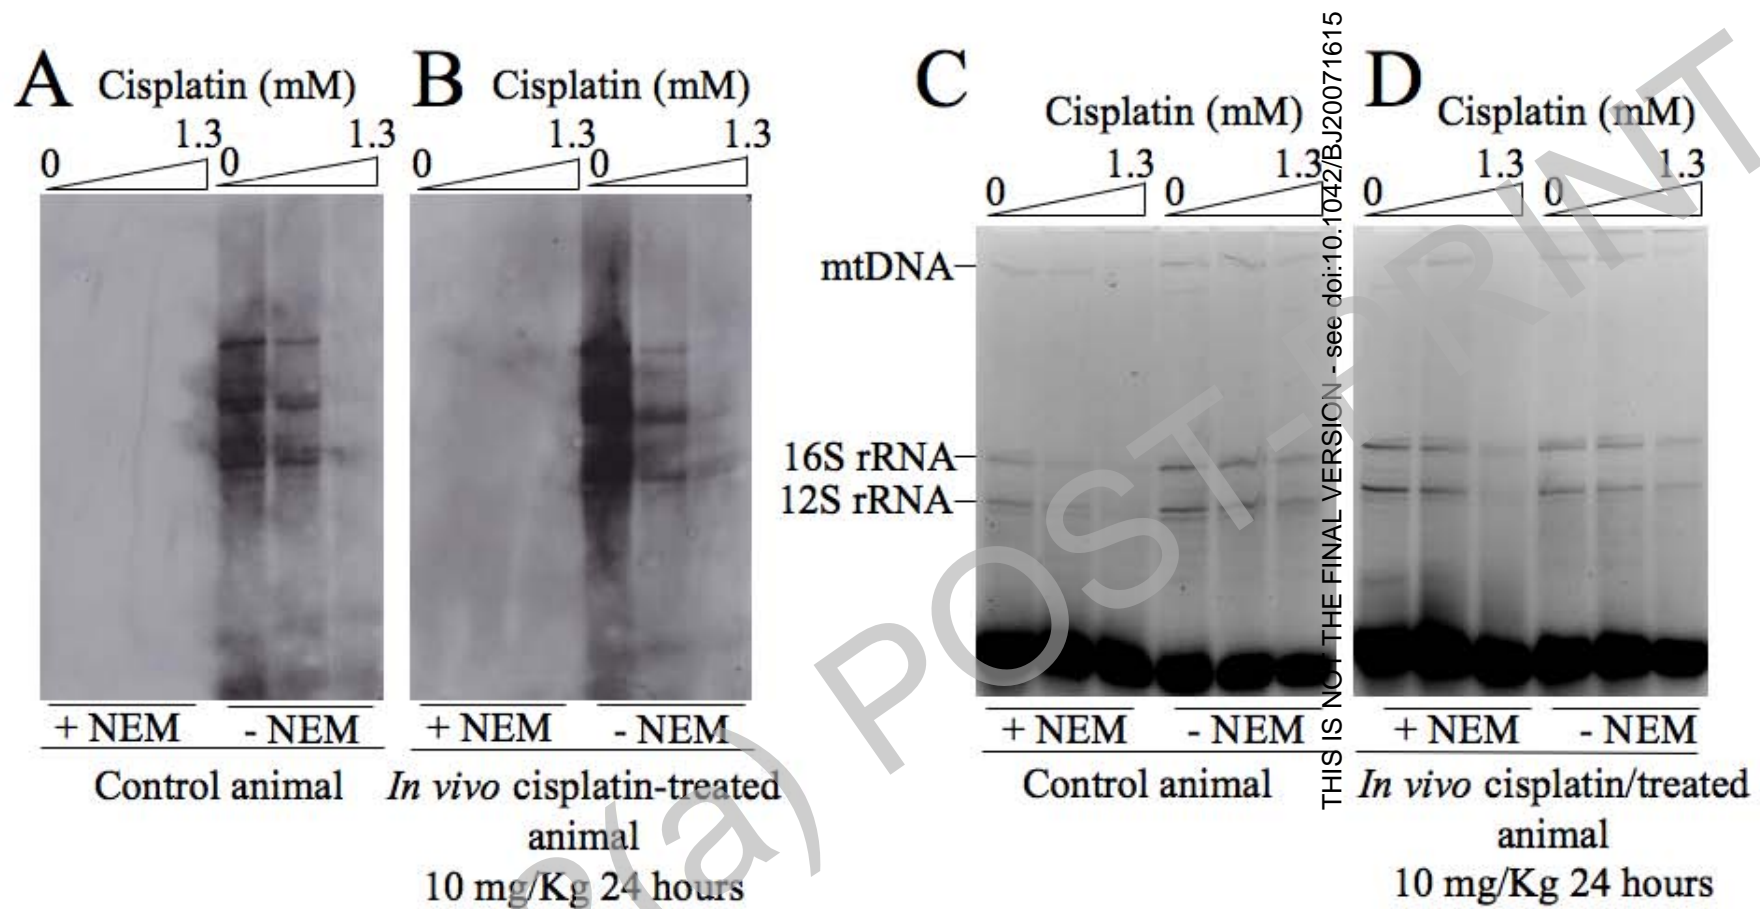 A Cisplatin (mM)
0 1.3 0 1.3
+ NEM - NEM
Control animal
B Cisplatin (mM)
0 1.3 0 1.3
+ NEM - NEM
In vivo cisplatin-treated
animal
10 mg/Kg 24 hours
C
Cisplatin (mM)
0 1.3 0 1.3
mtDNA
16S rRNA
12S rRNA
+ NEM - NEM
Control animal
D
Cisplatin (mM)
0 1.3 0 1.3
+ NEM - NEM
In vivo cisplatin/treated
animal
10 mg/Kg 24 hours
THIS IS NOT THE FINAL VERSION - see doi:10.1042/BJ20071615
(a) POST-PRINT